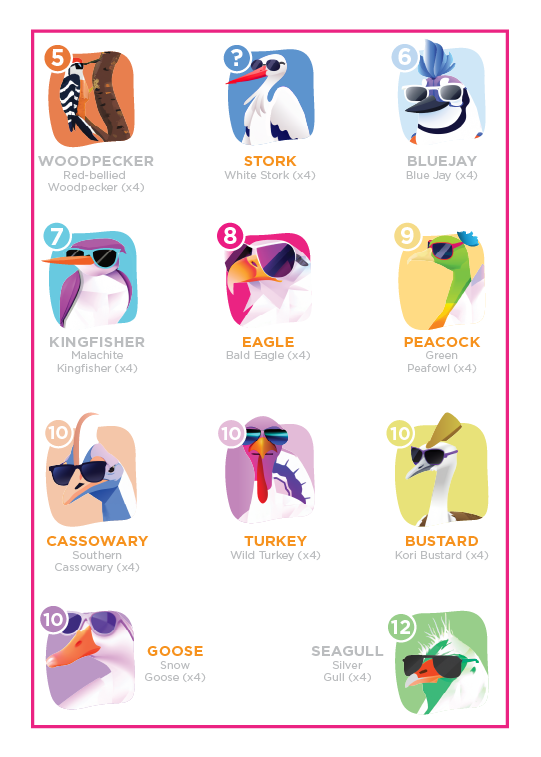 5
WOODPECKER
Red-bellied
Woodpecker (x4)
?
STORK
White Stork (x4)
6
BLUEJAY
Blue Jay (x4)
7
KINGFISHER
Malachite
Kingfisher (x4)
8
EAGLE
Bald Eagle (x4)
9
PEACOCK
Green
Peafowl (x4)
10
CASSOWARY
Southern
Cassowary (x4)
10
TURKEY
Wild Turkey (x4)
10
BUSTARD
Kori Bustard (x4)
10
GOOSE
Snow
Goose (x4)
SEAGULL
Silver
Gull (x4)
12